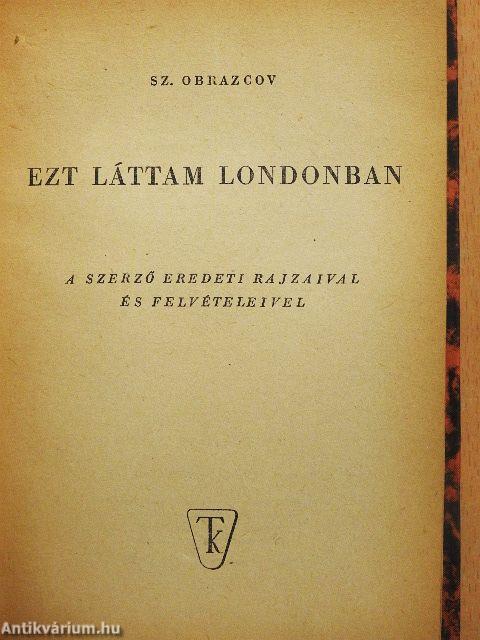 SZ. OBRAZCOV
EZT LÁTTAM LONDONBAN
A SZERZŐ EREDETI RAJZAIVAL
ÉS FELVÉTELEIVEL
TK
Antikvárium.hu